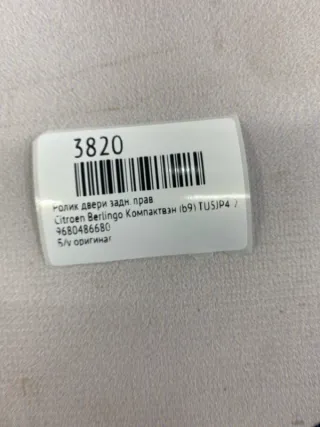 3820
Ролик двери задн. прав.
Citroen Berlingo Компактвэн (b9) TU5JP4 /
9680486680
Б/у оригинал